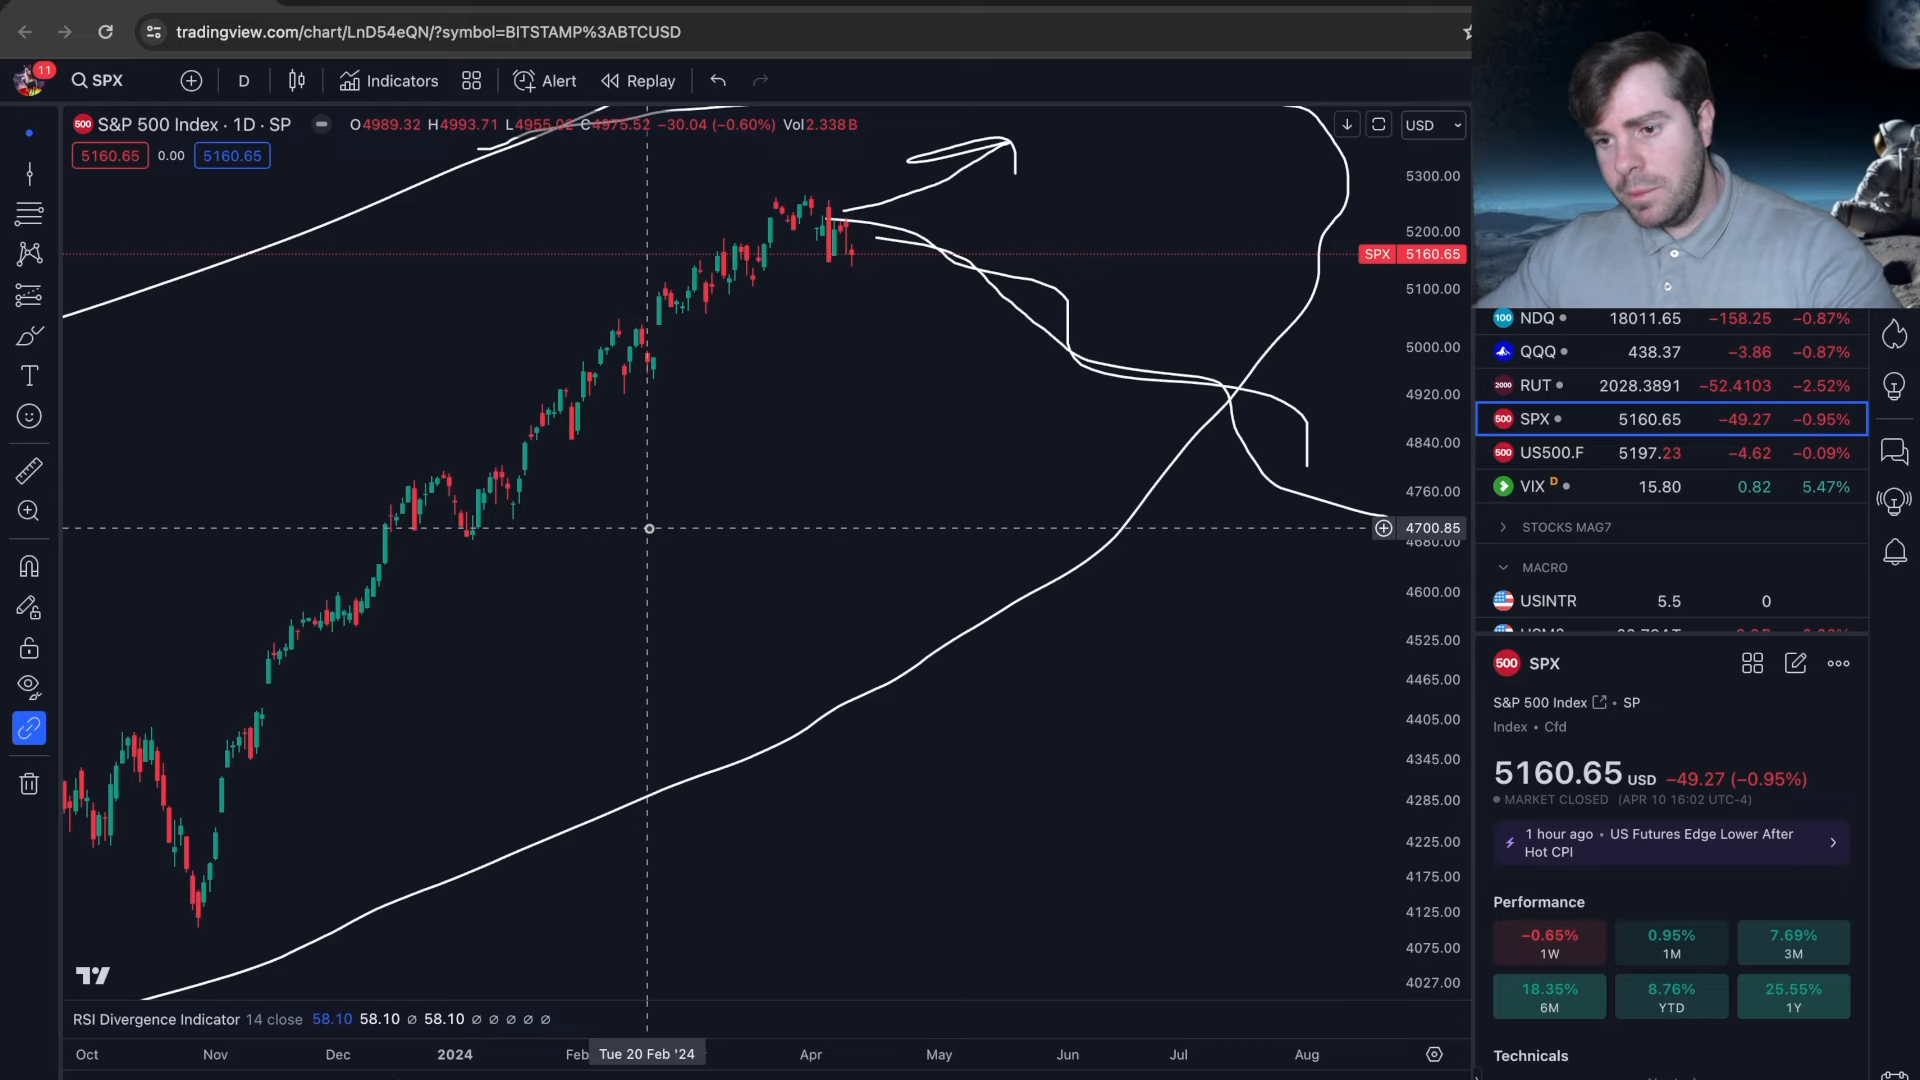 tradingview.com/chart/LnD54eQN/?symbol=BITSTAMP%3ABTCUSD
11
SPX
D
Indicators
Alert
Replay
500 S&P 500 Index · 1D · SP
O4989.32 H4993.71 L4955.02 C4975.52 −30.04 (−0.60%) Vol2.338B
USD
5160.65
0.00
5160.65
5300.00
5200.00
SPX 5160.65
5100.00
5000.00
4920.00
4840.00
4760.00
4700.85
4680.00
4600.00
4525.00
4465.00
4405.00
4345.00
4285.00
4225.00
4175.00
4125.00
4075.00
4027.00
RSI Divergence Indicator 14 close 58.10 58.10 ∅ 58.10 ∅ ∅ ∅ ∅ ∅
Oct
Nov
Dec
2024
Feb
Tue 20 Feb '24
Apr
May
Jun
Jul
Aug
100 NDQ 18011.65 −158.25 −0.87%
QQQ 438.37 −3.86 −0.87%
2000 RUT 2028.3891 −52.4103 −2.52%
500 SPX 5160.65 −49.27 −0.95%
500 US500.F 5197.23 −4.62 −0.09%
VIX D 15.80 0.82 5.47%
STOCKS MAG7
MACRO
USINTR 5.5 0
500 SPX
S&P 500 Index • SP
Index • Cfd
5160.65 USD −49.27 (−0.95%)
MARKET CLOSED (APR 10 16:02 UTC-4)
1 hour ago • US Futures Edge Lower After
Hot CPI
Performance
−0.65%
1W
0.95%
1M
7.69%
3M
18.35%
6M
8.76%
YTD
25.55%
1Y
Technicals